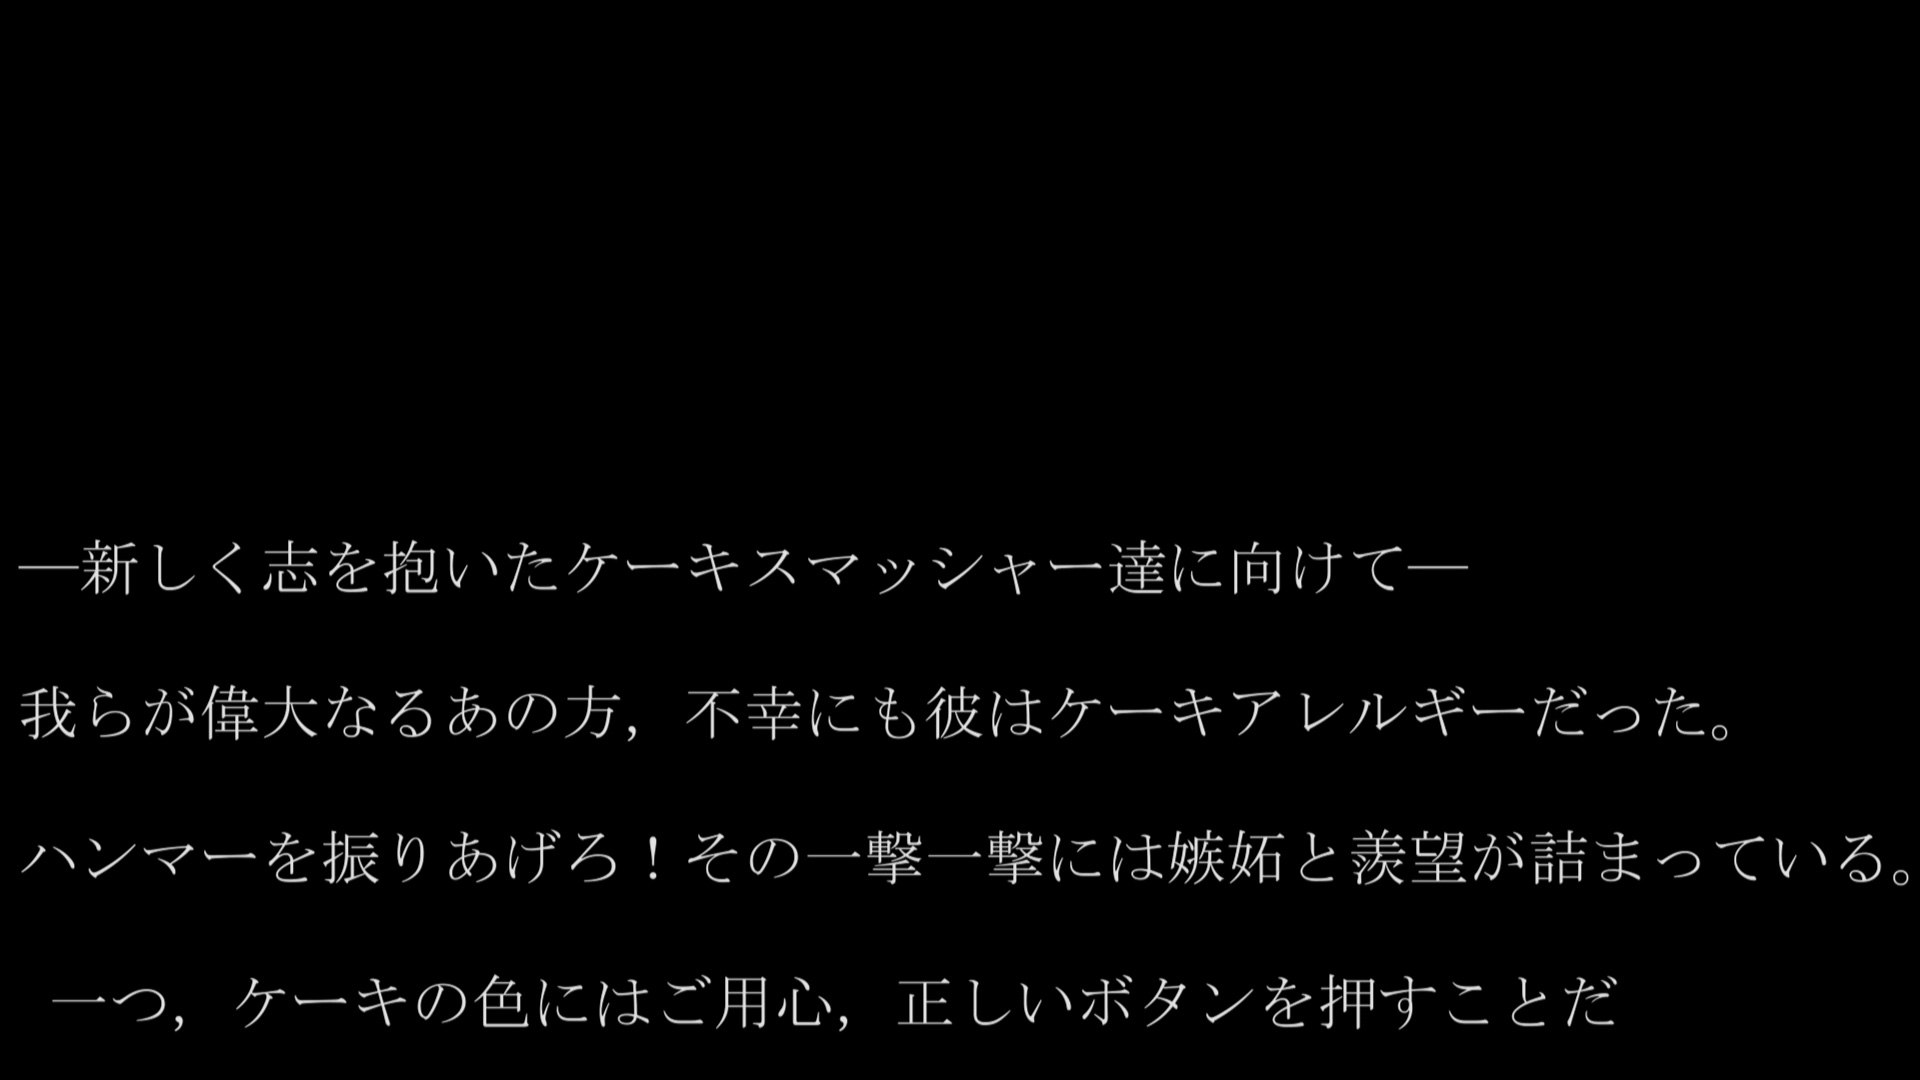 ―新しく志を抱いたケーキスマッシャー達に向けて―
我らが偉大なるあの方，不幸にも彼はケーキアレルギーだった。
ハンマーを振りあげろ！その一撃一撃には嫉妬と羨望が詰まっている。
一つ，ケーキの色にはご用心，正しいボタンを押すことだ